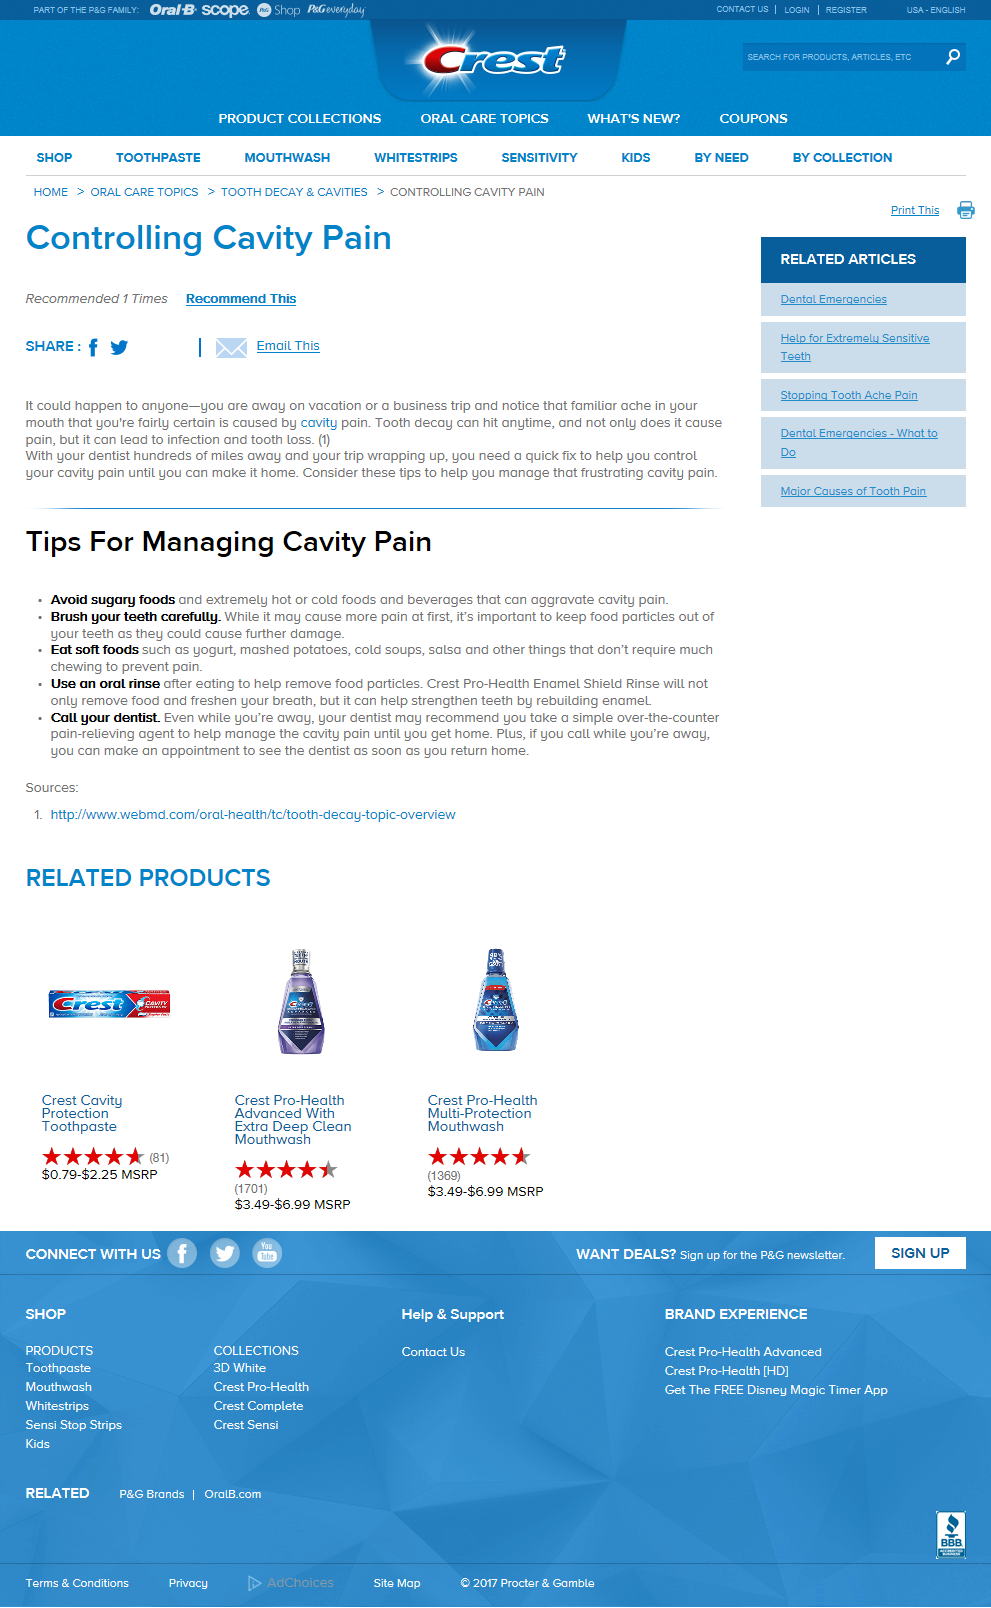 PART OF THE P&G FAMILY: Oral-B scope. P&G Shop P&G everyday
CONTACT US | LOGIN | REGISTER USA - ENGLISH
Crest
SEARCH FOR PRODUCTS, ARTICLES, ETC
PRODUCT COLLECTIONS ORAL CARE TOPICS WHAT'S NEW? COUPONS
SHOP TOOTHPASTE MOUTHWASH WHITESTRIPS SENSITIVITY KIDS BY NEED BY COLLECTION
HOME > ORAL CARE TOPICS > TOOTH DECAY & CAVITIES > CONTROLLING CAVITY PAIN
Print This
Controlling Cavity Pain
Recommended 1 Times Recommend This
SHARE : | Email This
It could happen to anyone—you are away on vacation or a business trip and notice that familiar ache in your
mouth that you're fairly certain is caused by cavity pain. Tooth decay can hit anytime, and not only does it cause
pain, but it can lead to infection and tooth loss. (1)
With your dentist hundreds of miles away and your trip wrapping up, you need a quick fix to help you control
your cavity pain until you can make it home. Consider these tips to help you manage that frustrating cavity pain.
RELATED ARTICLES
Dental Emergencies
Help for Extremely Sensitive
Teeth
Stopping Tooth Ache Pain
Dental Emergencies - What to
Do
Major Causes of Tooth Pain
Tips For Managing Cavity Pain
• Avoid sugary foods and extremely hot or cold foods and beverages that can aggravate cavity pain.
• Brush your teeth carefully. While it may cause more pain at first, it's important to keep food particles out of
your teeth as they could cause further damage.
• Eat soft foods such as yogurt, mashed potatoes, cold soups, salsa and other things that don't require much
chewing to prevent pain.
• Use an oral rinse after eating to help remove food particles. Crest Pro-Health Enamel Shield Rinse will not
only remove food and freshen your breath, but it can help strengthen teeth by rebuilding enamel.
• Call your dentist. Even while you're away, your dentist may recommend you take a simple over-the-counter
pain-relieving agent to help manage the cavity pain until you get home. Plus, if you call while you're away,
you can make an appointment to see the dentist as soon as you return home.
Sources:
1. http://www.webmd.com/oral-health/tc/tooth-decay-topic-overview
RELATED PRODUCTS
Crest CAVITY
Crest
Crest
Crest Cavity
Protection
Toothpaste
(81)
$0.79-$2.25 MSRP
Crest Pro-Health
Advanced With
Extra Deep Clean
Mouthwash
(1701)
$3.49-$6.99 MSRP
Crest Pro-Health
Multi-Protection
Mouthwash
(1369)
$3.49-$6.99 MSRP
CONNECT WITH US You Tube
WANT DEALS? Sign up for the P&G newsletter. SIGN UP
SHOP
PRODUCTS
Toothpaste
Mouthwash
Whitestrips
Sensi Stop Strips
Kids
COLLECTIONS
3D White
Crest Pro-Health
Crest Complete
Crest Sensi
Help & Support
Contact Us
BRAND EXPERIENCE
Crest Pro-Health Advanced
Crest Pro-Health [HD]
Get The FREE Disney Magic Timer App
RELATED P&G Brands | OralB.com
BBB
ACCREDITED
BUSINESS
Terms & Conditions Privacy AdChoices Site Map © 2017 Procter & Gamble